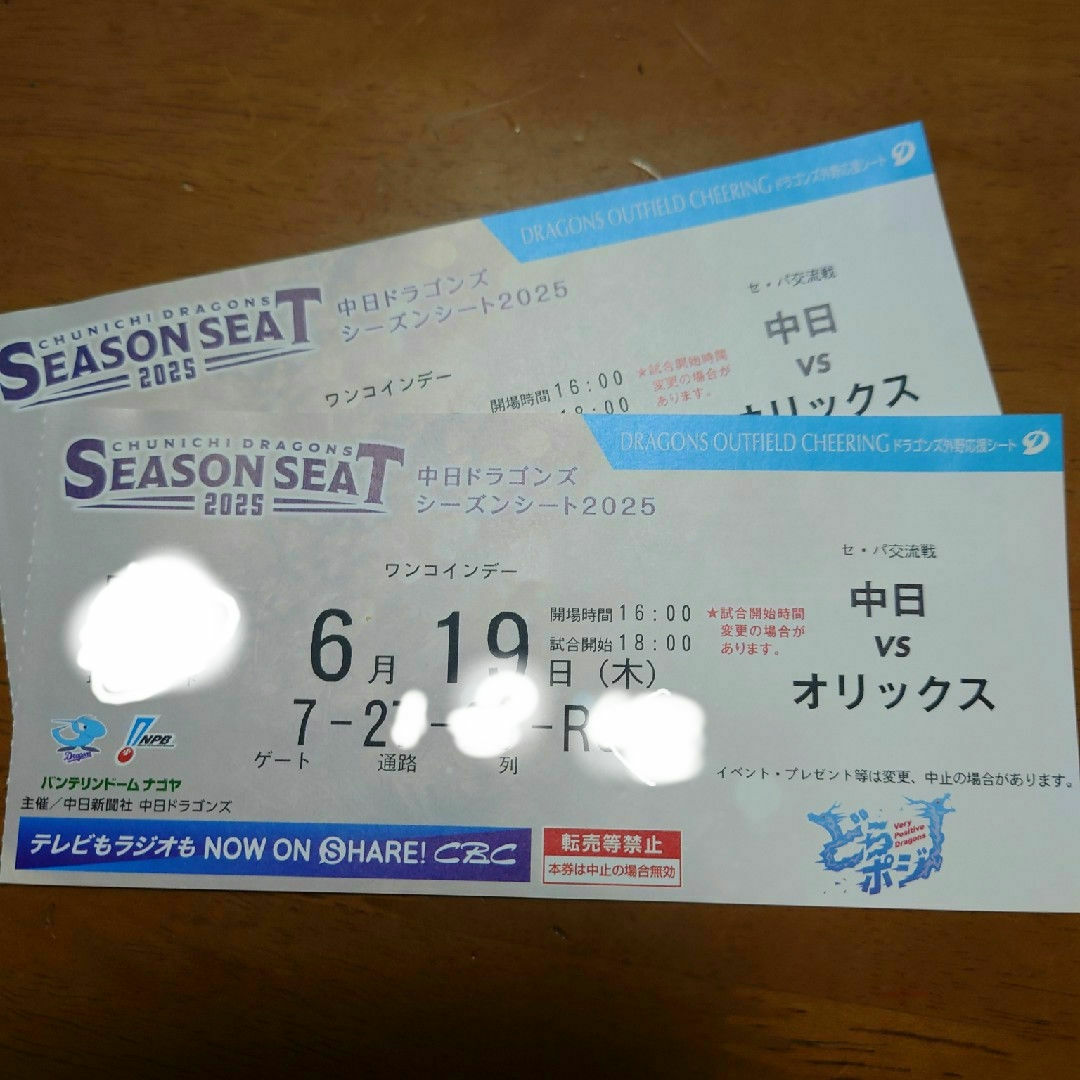 DRAGONS OUTFIELD CHEERING ドラゴンズ外野応援シート
CHUNICHI DRAGONS
SEASON SEAT
2025
中日ドラゴンズ
シーズンシート2025
セ・パ交流戦
中日
VS
オリックス
ワンコインデー
開場時間 16:00
18:00
★試合開始時間
変更の場合が
あります。
DRAGONS OUTFIELD CHEERING ドラゴンズ外野応援シート
CHUNICHI DRAGONS
SEASON SEAT
2025
中日ドラゴンズ
シーズンシート2025
セ・パ交流戦
中日
VS
オリックス
ワンコインデー
6月19日(木)
開場時間 16:00
試合開始 18:00
★試合開始時間
変更の場合が
あります。
7-27
ゲート 通路 列
Dragons
NPB
バンテリンドーム ナゴヤ
主催/中日新聞社 中日ドラゴンズ
イベント・プレゼント等は変更、中止の場合があります。
テレビもラジオも NOW ON SHARE! CBC
転売等禁止
本券は中止の場合無効
どらポジ
Very
Positive
Dragons